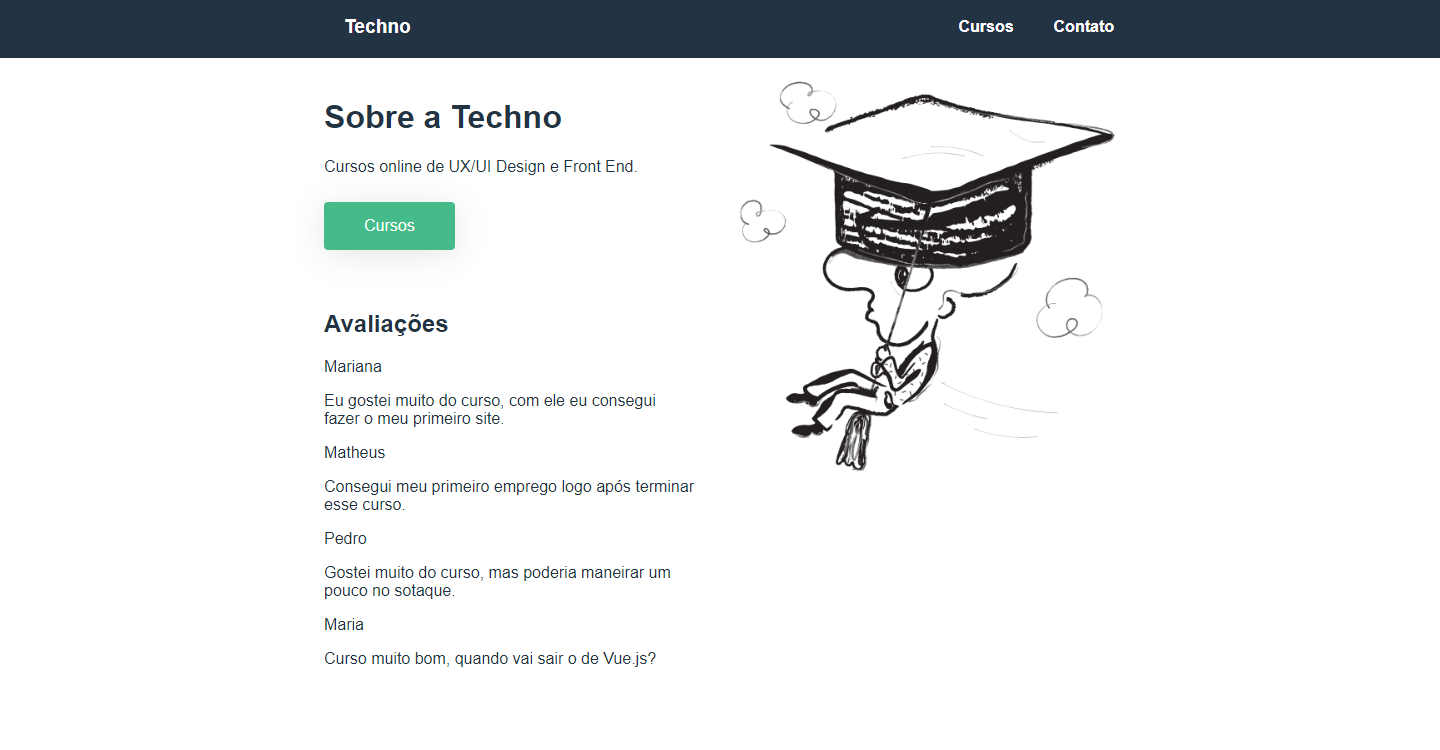 Techno
Cursos
Contato
Sobre a Techno
Cursos online de UX/UI Design e Front End.
Cursos
Avaliações
Mariana
Eu gostei muito do curso, com ele eu consegui
fazer o meu primeiro site.
Matheus
Consegui meu primeiro emprego logo após terminar
esse curso.
Pedro
Gostei muito do curso, mas poderia maneirar um
pouco no sotaque.
Maria
Curso muito bom, quando vai sair o de Vue.js?